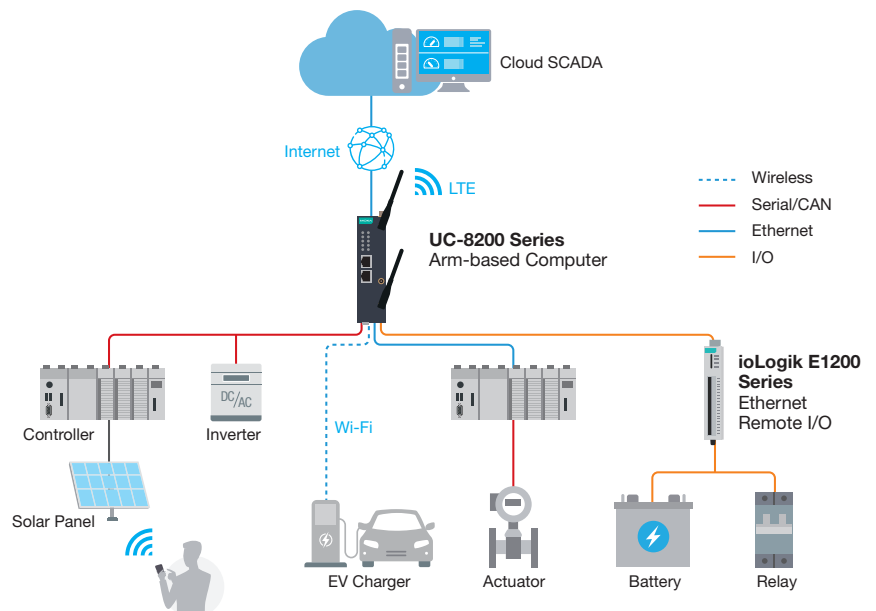 Cloud SCADA
Internet
LTE
Wireless
Serial/CAN
Ethernet
I/O
UC-8200 Series
Arm-based Computer
DC/AC
Controller
Inverter
Wi-Fi
ioLogik E1200
Series
Ethernet
Remote I/O
Solar Panel
EV Charger
Actuator
Battery
Relay